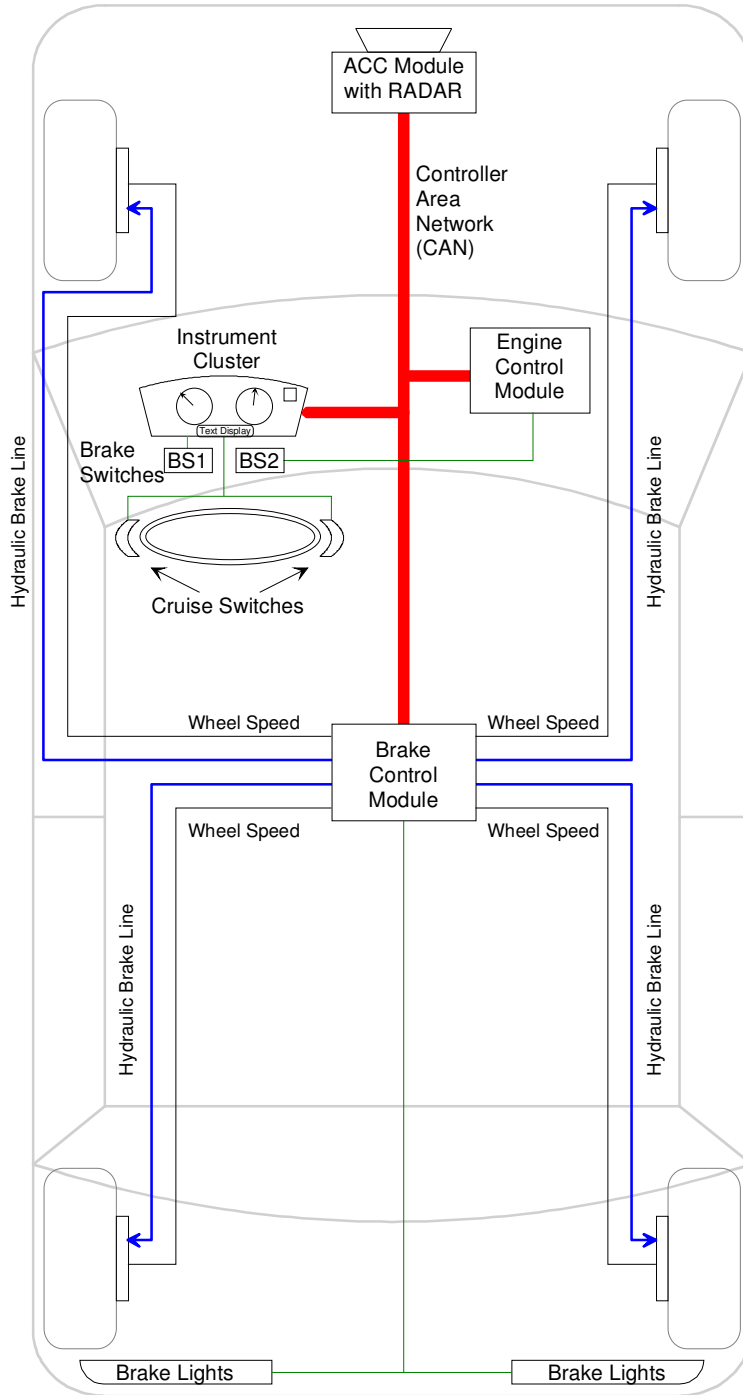 ACC Module
with RADAR
Controller
Area
Network
(CAN)
Instrument
Cluster
Engine
Control
Module
Text Display
Brake
Switches
BS1
BS2
Hydraulic Brake Line
Hydraulic Brake Line
Cruise Switches
Wheel Speed
Wheel Speed
Brake
Control
Module
Wheel Speed
Wheel Speed
Hydraulic Brake Line
Hydraulic Brake Line
Brake Lights
Brake Lights